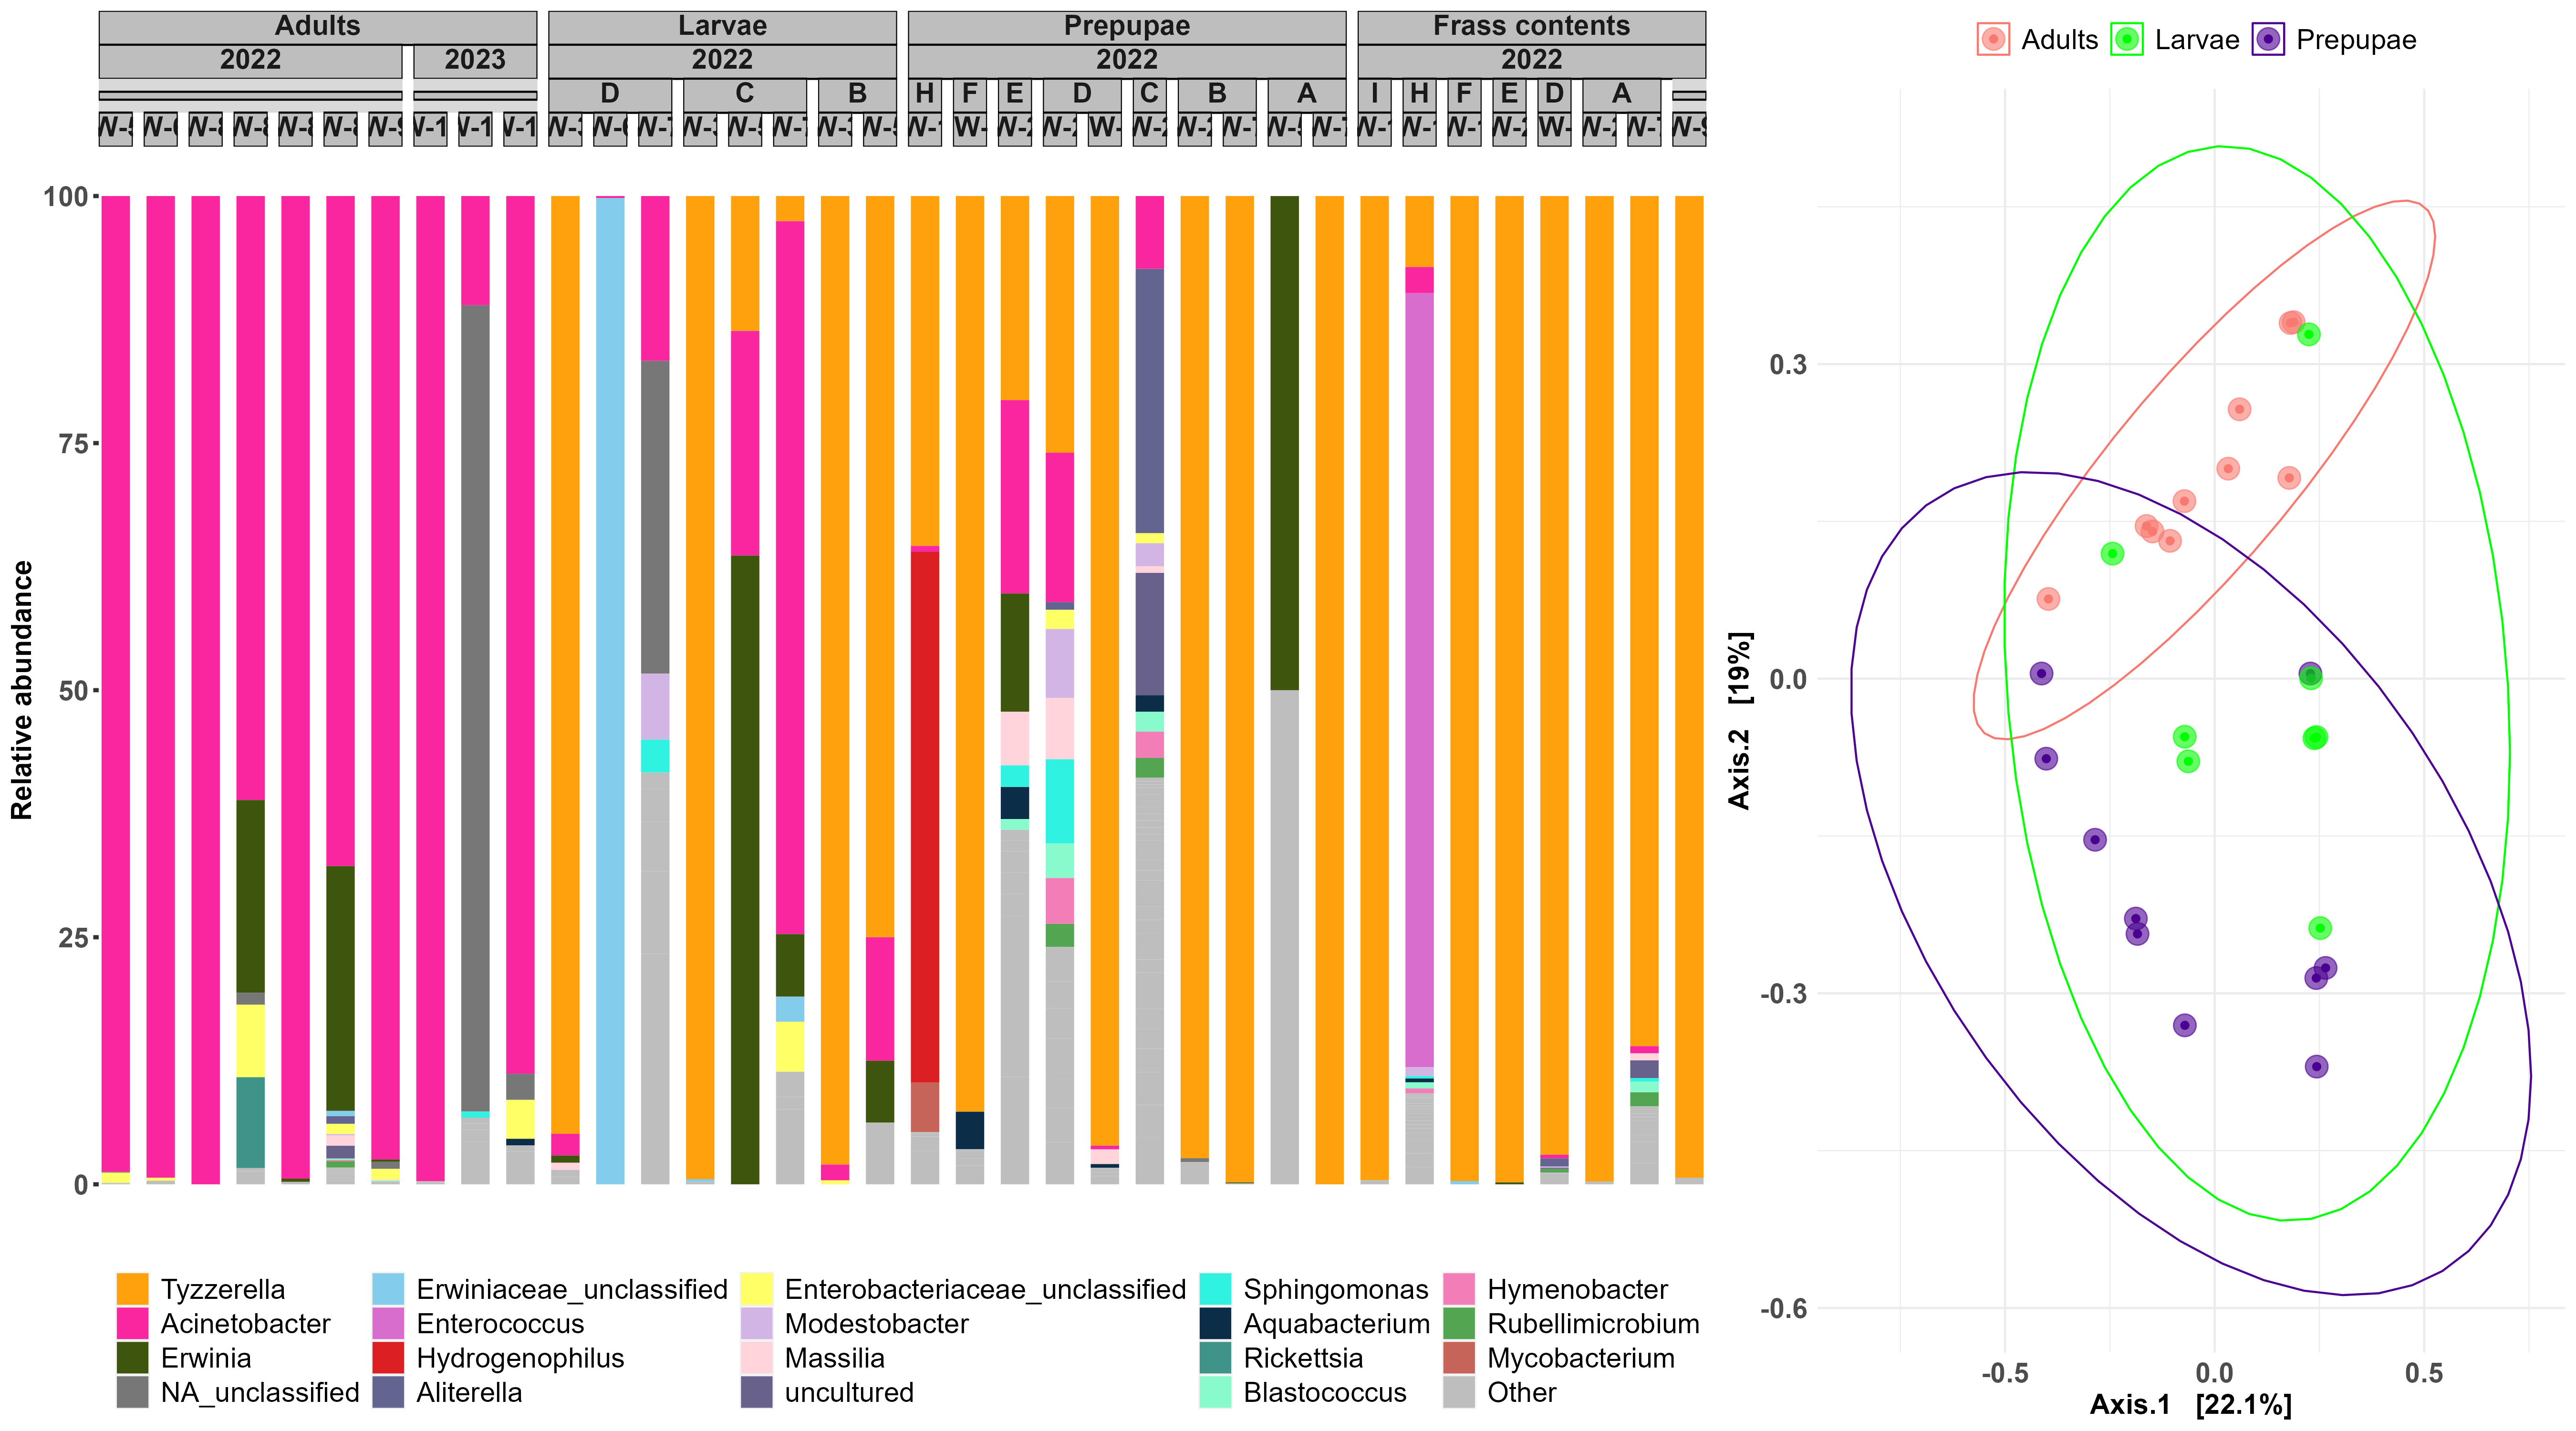 Adults Larvae Prepupae Frass contents
2022 2023 2022 2022 2022
D C B H F E D C B A I H F E D A
100
75
50
25
0
Relative abundance
Tyzzerella Erwiniaceae_unclassified Enterobacteriaceae_unclassified Sphingomonas Hymenobacter
Acinetobacter Enterococcus Modestobacter Aquabacterium Rubellimicrobium
Erwinia Hydrogenophilus Massilia Rickettsia Mycobacterium
NA_unclassified Aliterella uncultured Blastococcus Other
Adults Larvae Prepupae
0.3
0.0
-0.3
-0.6
Axis.2 [19%]
-0.5 0.0 0.5
Axis.1 [22.1%]